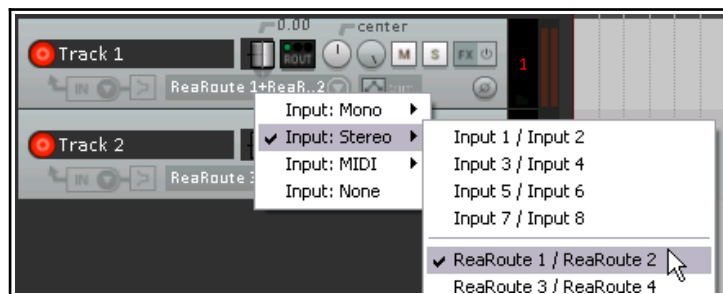 0.00 center
Track 1 ROUT M S FX 1
IN ReaRoute 1+ReaR..2
Input: Mono
Track 2 Input: Stereo Input 1 / Input 2
Input: MIDI Input 3 / Input 4
IN ReaRoute 3 Input: None Input 5 / Input 6
Input 7 / Input 8
ReaRoute 1 / ReaRoute 2
ReaRoute 3 / ReaRoute 4